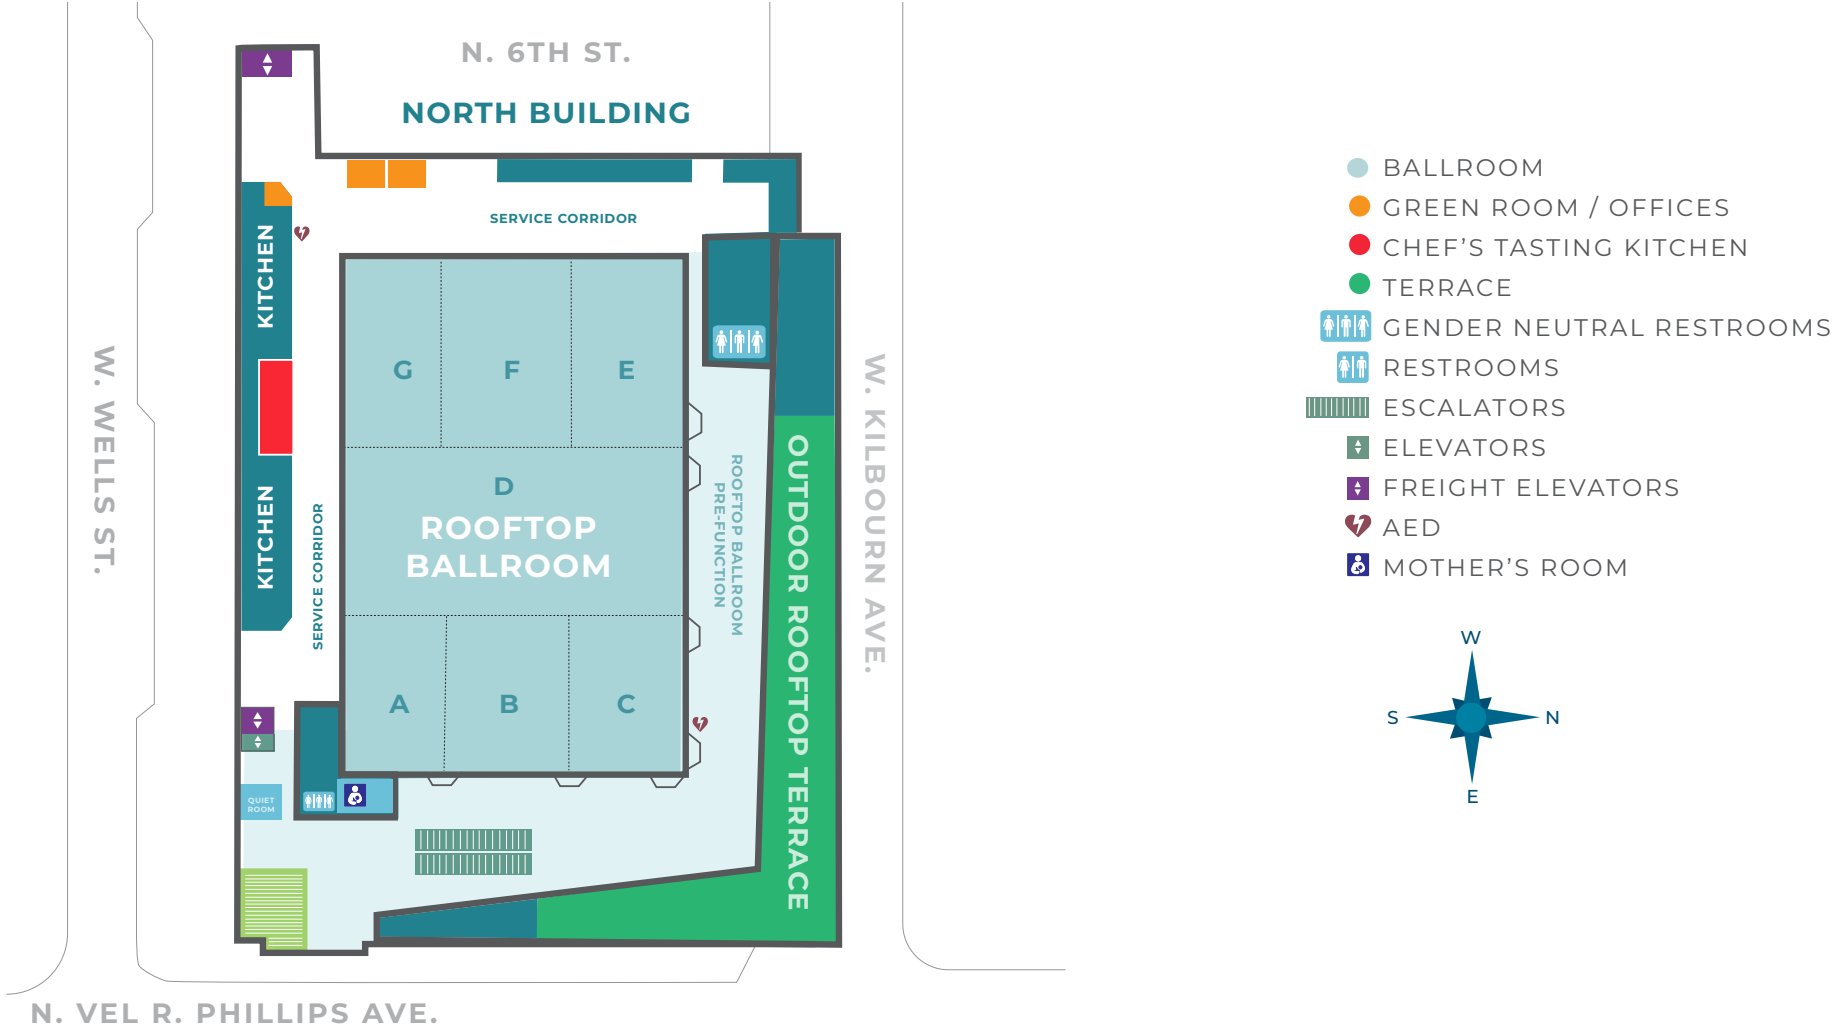 N. 6TH ST.
NORTH BUILDING
SERVICE CORRIDOR
KITCHEN
KITCHEN
SERVICE CORRIDOR
W. WELLS ST.
G
F
E
D
ROOFTOP
BALLROOM
A
B
C
ROOFTOP BALLROOM
PRE-FUNCTION
OUTDOOR ROOFTOP TERRACE
W. KILBOURN AVE.
QUIET
ROOM
N. VEL R. PHILLIPS AVE.
BALLROOM
GREEN ROOM / OFFICES
CHEF’S TASTING KITCHEN
TERRACE
GENDER NEUTRAL RESTROOMS
RESTROOMS
ESCALATORS
ELEVATORS
FREIGHT ELEVATORS
AED
MOTHER’S ROOM
W
S
N
E